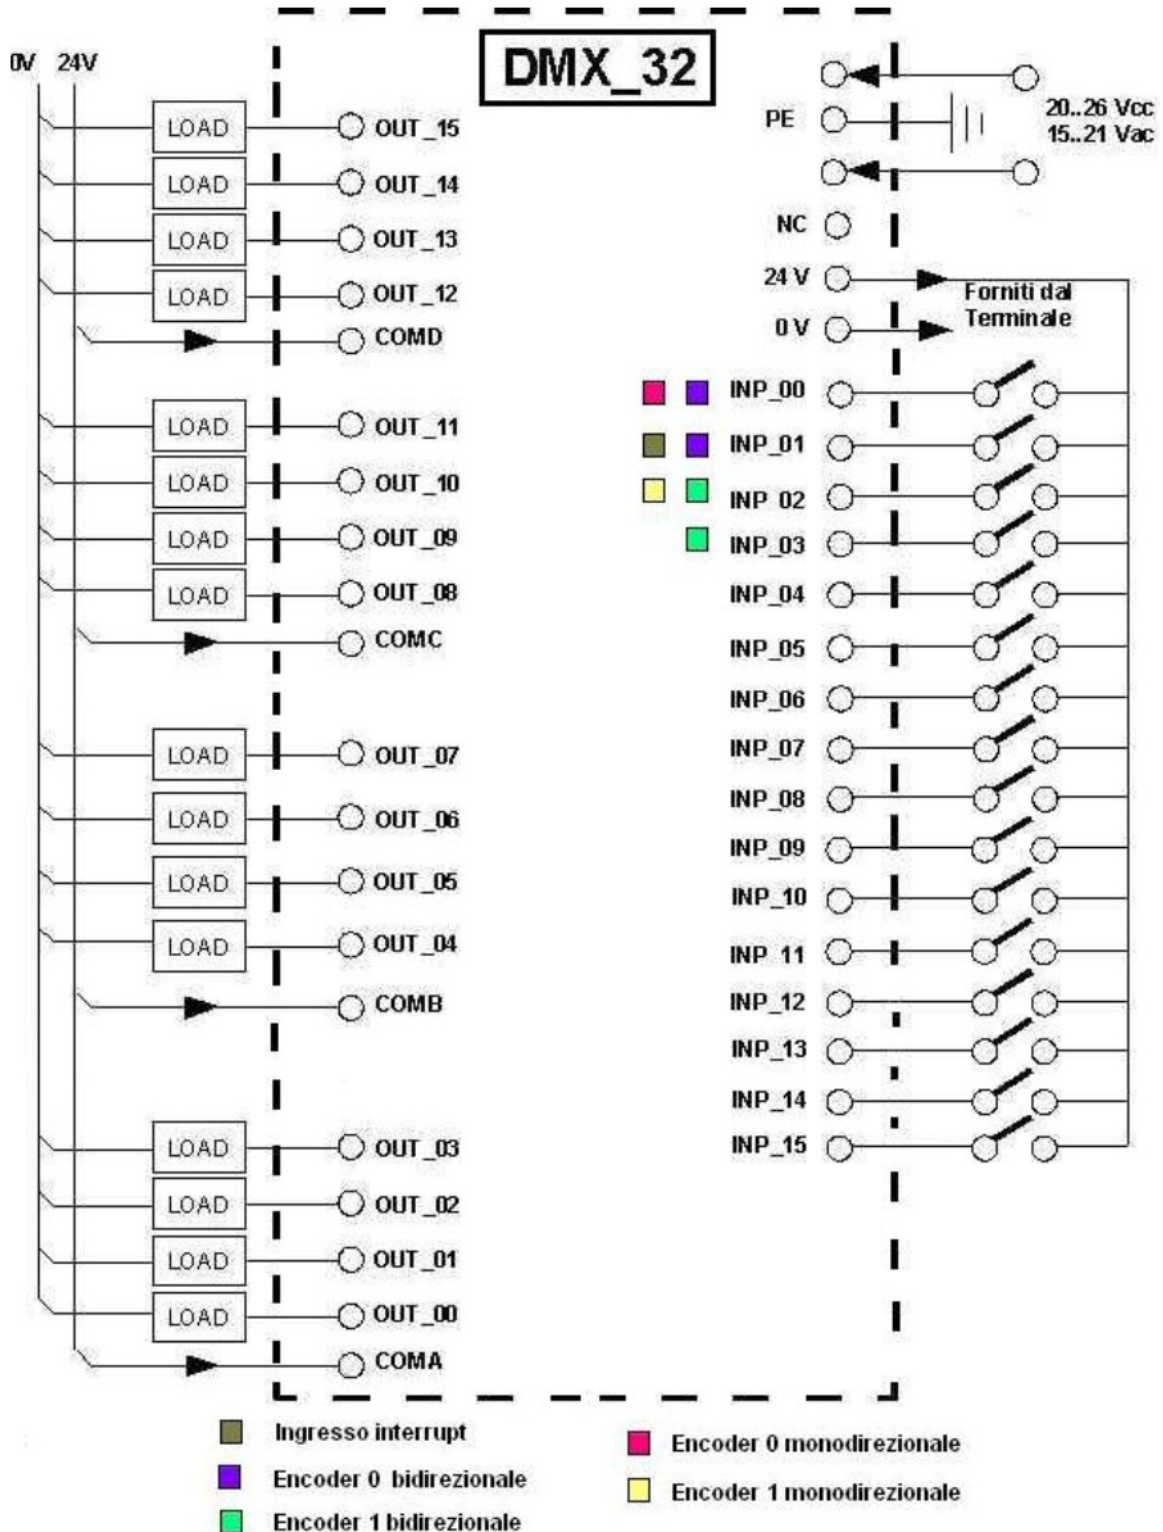 DMX_32
0V 24V
LOAD OUT_15
LOAD OUT_14
LOAD OUT_13
LOAD OUT_12
COMD
LOAD OUT_11
LOAD OUT_10
LOAD OUT_09
LOAD OUT_08
COMC
LOAD OUT_07
LOAD OUT_06
LOAD OUT_05
LOAD OUT_04
COMB
LOAD OUT_03
LOAD OUT_02
LOAD OUT_01
LOAD OUT_00
COMA
PE
20..26 Vcc
15..21 Vac
NC
24 V
0 V
Forniti dal
Terminale
INP_00
INP_01
INP_02
INP_03
INP_04
INP_05
INP_06
INP_07
INP_08
INP_09
INP_10
INP_11
INP_12
INP_13
INP_14
INP_15
Ingresso interrupt
Encoder 0 bidirezionale
Encoder 1 bidirezionale
Encoder 0 monodirezionale
Encoder 1 monodirezionale